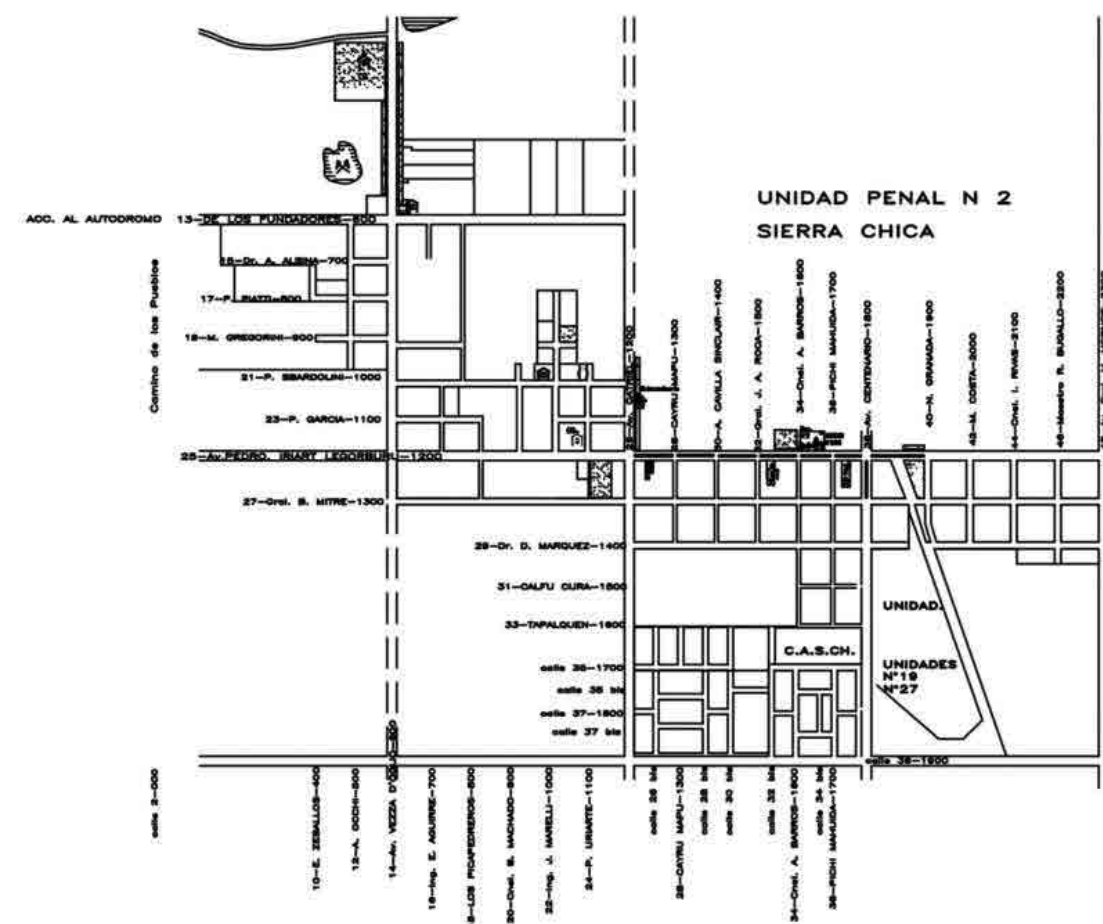 UNIDAD PENAL N 2
SIERRA CHICA
ACC. AL AUTODROMO
13-DE LOS FUNDADORES-600
Camino de los Pueblos
15-Dr. A. ALSINA-700
17-P. PIATTI-800
19-M. GREGORINI-900
21-P. SBARDOLINI-1000
23-P. GARCIA-1100
25-Av.PEDRO. IRIART LEGORBURU-1200
27-Gral. B. MITRE-1300
29-Dr. D. MARQUEZ-1400
31-CALFU CURA-1500
33-TAPALQUEN-1600
calle 35-1700
calle 35 bis
calle 37-1800
calle 37 bis
CATRIEL-1200
28-CAYRU MAPU-1300
30-A. CAVILLA SINCLAIR-1400
32-Gral. J. A. ROCA-1500
34-Cnel. A. BARROS-1600
36-PICHI MAHUIDA-1700
38-Av. CENTENARIO-1800
40-N. GRANADA-1900
42-M. COSTA-2000
44-Cnel. I. RIVAS-2100
46-Maestro R. BUGALLO-2200
UNIDAD.
C.A.S.CH.
UNIDADES
N°19
N°27
calle 39-1900
calle 2-000
10-E. ZEBALLOS-400
12-A. OCCHI-500
14-Av. VEZZA
16-Ing. E. AGUIRRE-700
8-LOS PICAPEDREROS-800
20-Cnel. B. MACHADO-900
22-Ing. J. MARELLI-1000
24-P. URIARTE-1100
calle 26 bis
28-CAYRU MAPU-1300
calle 28 bis
calle 30 bis
calle 32 bis
34-Cnel. A. BARROS-1600
calle 34 bis
36-PICHI MAHUIDA-1700